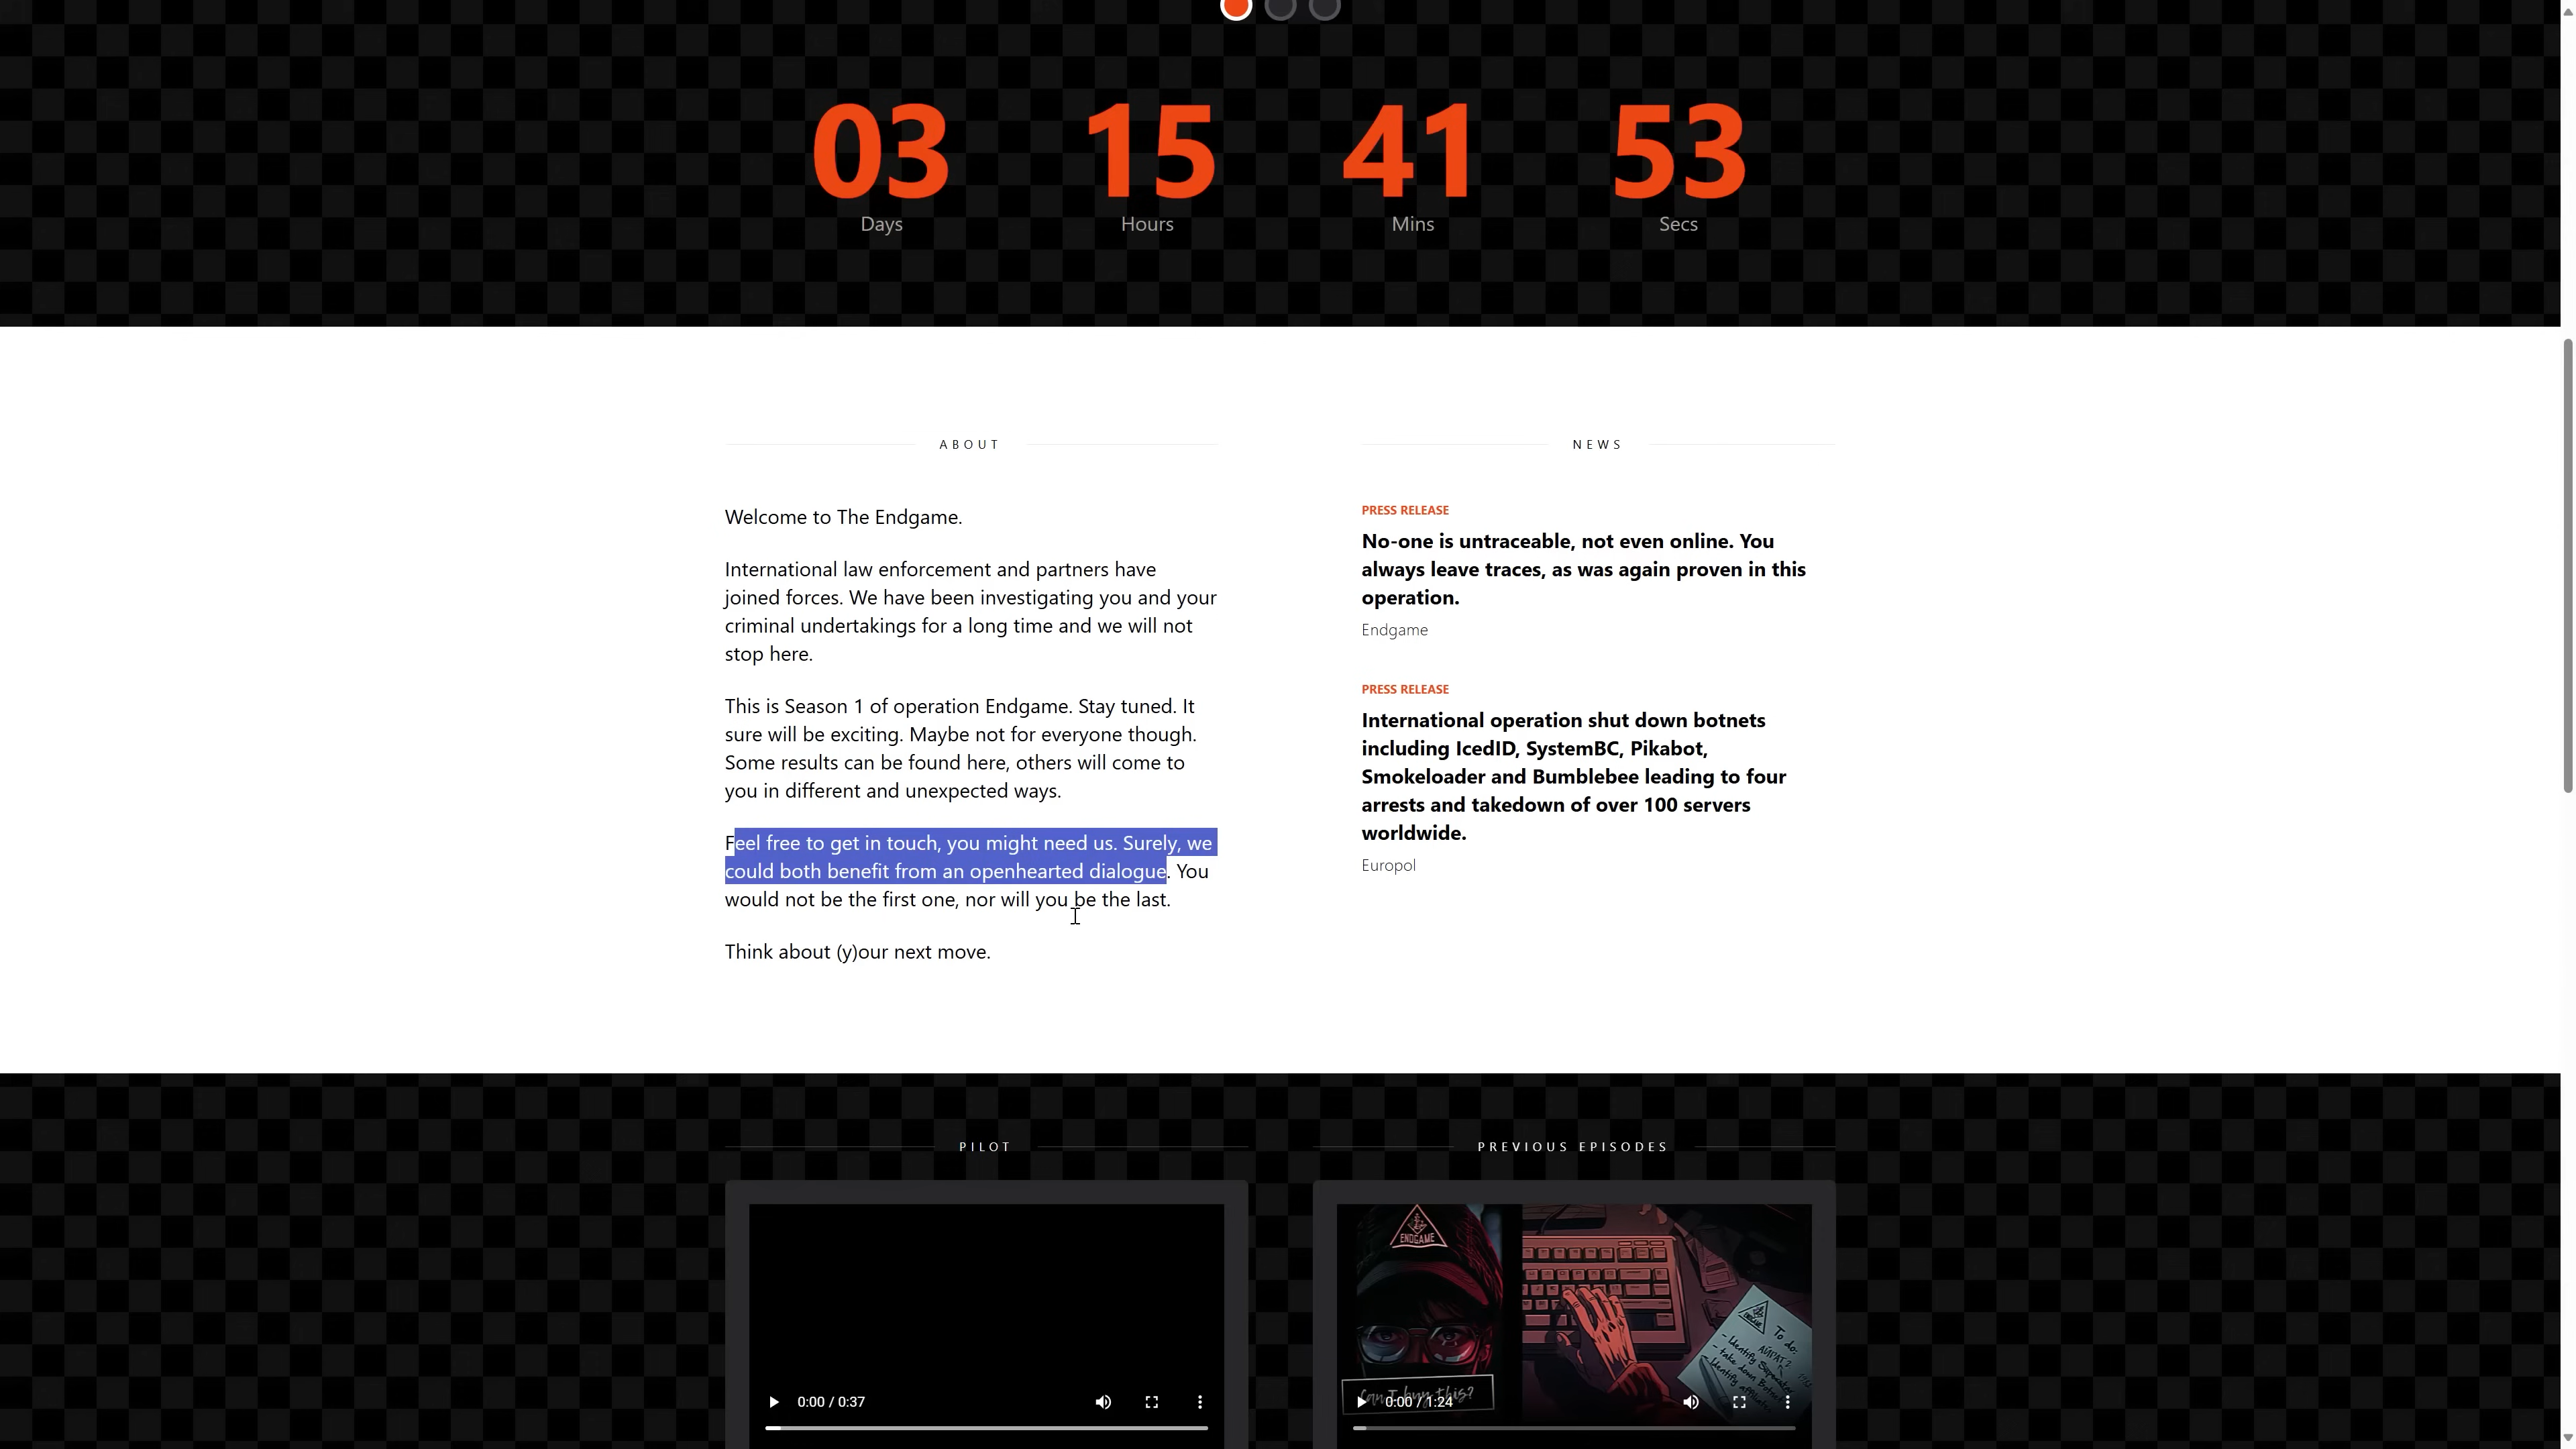 03 15 41 53
Days Hours Mins Secs
ABOUT
Welcome to The Endgame.
International law enforcement and partners have
joined forces. We have been investigating you and your
criminal undertakings for a long time and we will not
stop here.
This is Season 1 of operation Endgame. Stay tuned. It
sure will be exciting. Maybe not for everyone though.
Some results can be found here, others will come to
you in different and unexpected ways.
Feel free to get in touch, you might need us. Surely, we
could both benefit from an openhearted dialogue. You
would not be the first one, nor will you be the last.
Think about (y)our next move.
NEWS
PRESS RELEASE
No-one is untraceable, not even online. You
always leave traces, as was again proven in this
operation.
Endgame
PRESS RELEASE
International operation shut down botnets
including IcedID, SystemBC, Pikabot,
Smokeloader and Bumblebee leading to four
arrests and takedown of over 100 servers
worldwide.
Europol
PILOT
0:00 / 0:37
PREVIOUS EPISODES
ENDGAME
Can I buy this?
0:00 / 1:24
To do:
- Identify
- take down
- Identify